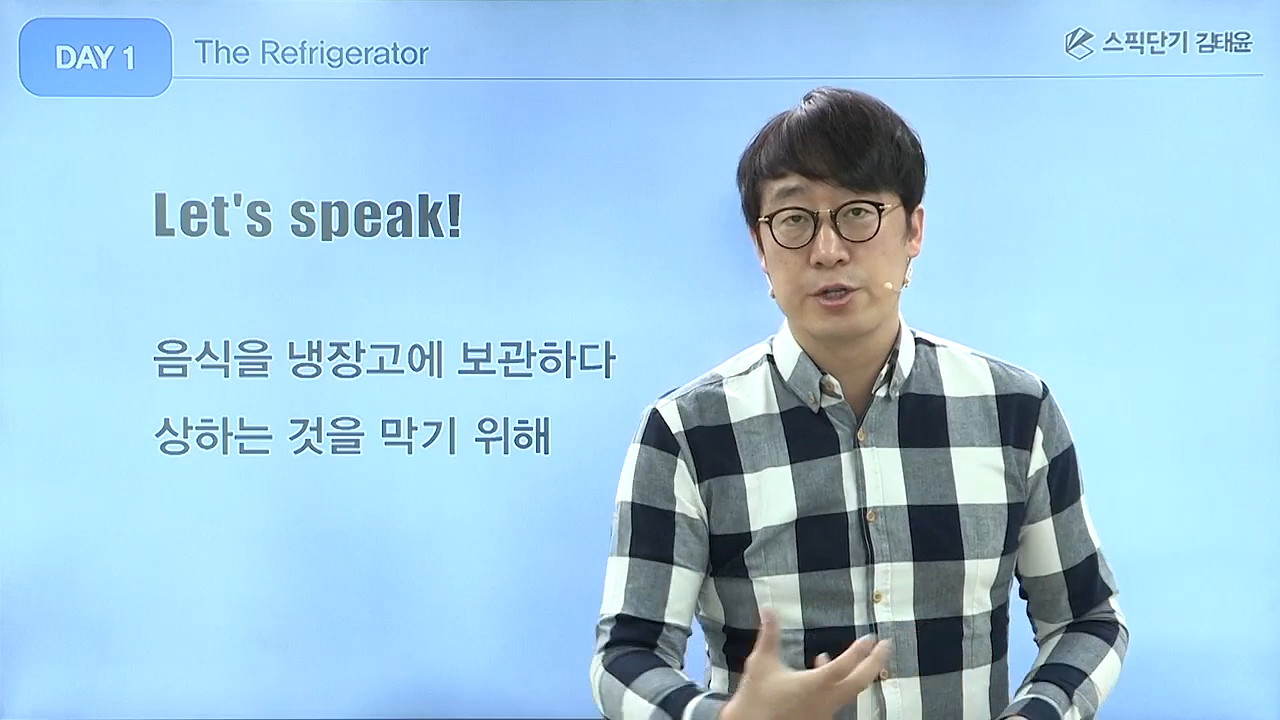 DAY 1
The Refrigerator
스픽단기 김태윤
Let's speak!
음식을 냉장고에 보관하다
상하는 것을 막기 위해